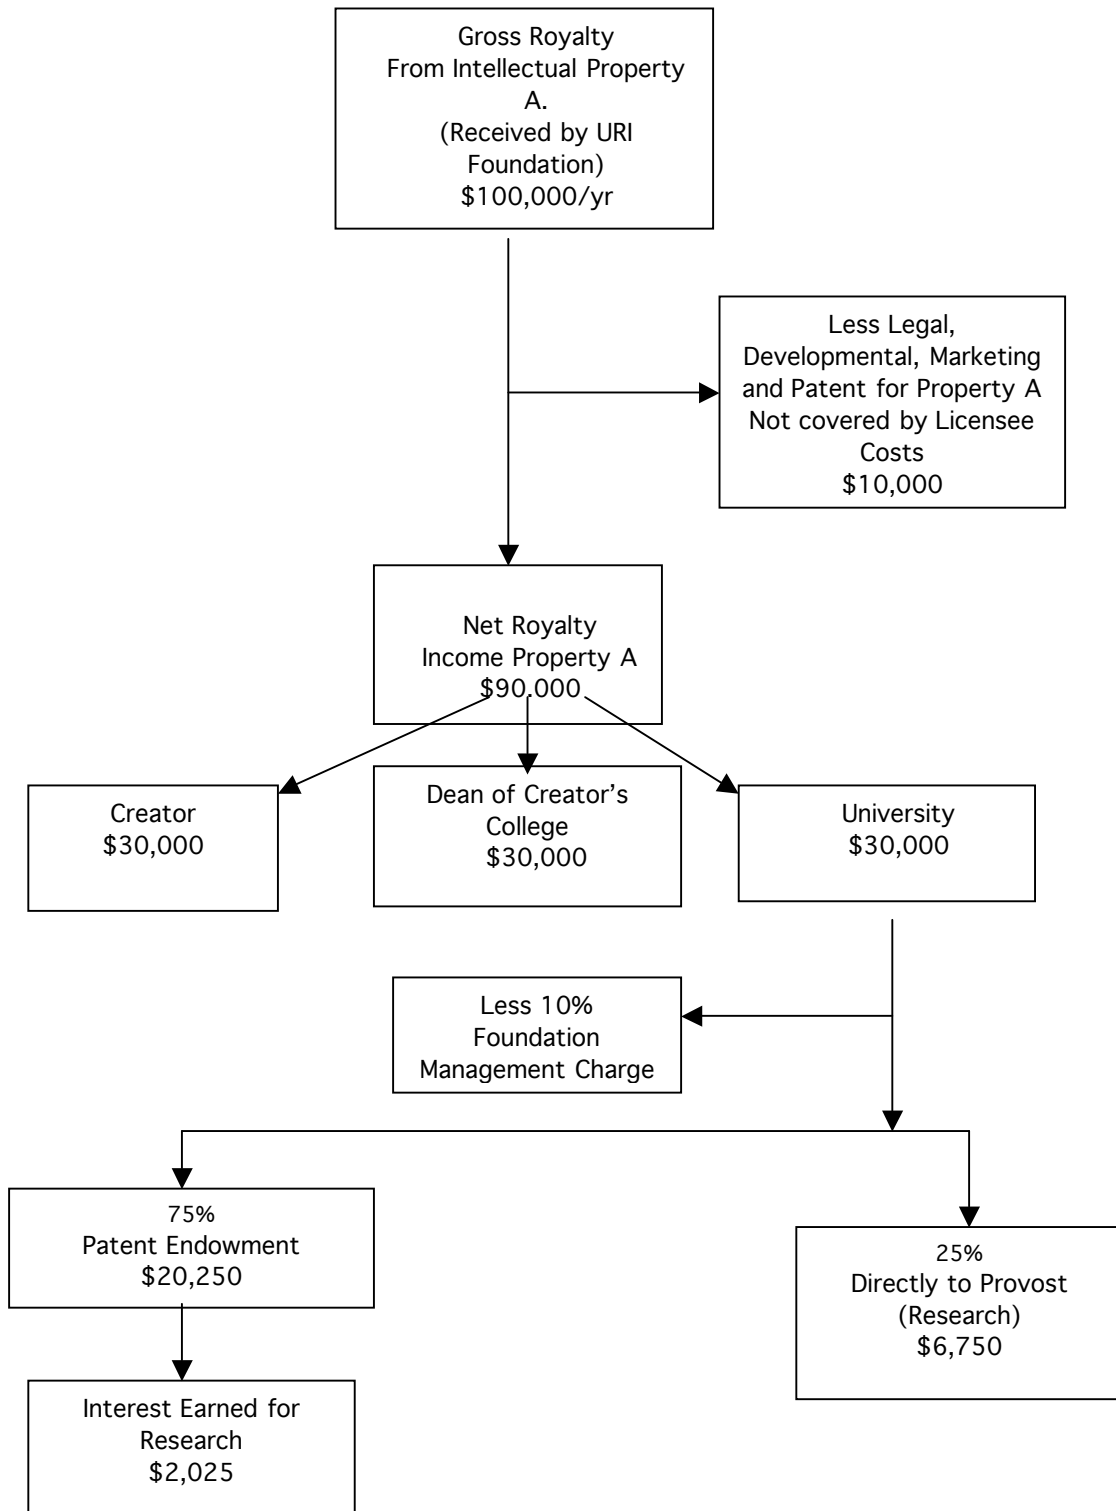 Gross Royalty
From Intellectual Property
A.
(Received by URI
Foundation)
$100,000/yr
Less Legal,
Developmental, Marketing
and Patent for Property A
Not covered by Licensee
Costs
$10,000
Net Royalty
Income Property A
$90.000
Creator
$30,000
Dean of Creator’s
College
$30,000
University
$30,000
Less 10%
Foundation
Management Charge
75%
Patent Endowment
$20,250
25%
Directly to Provost
(Research)
$6,750
Interest Earned for
Research
$2,025